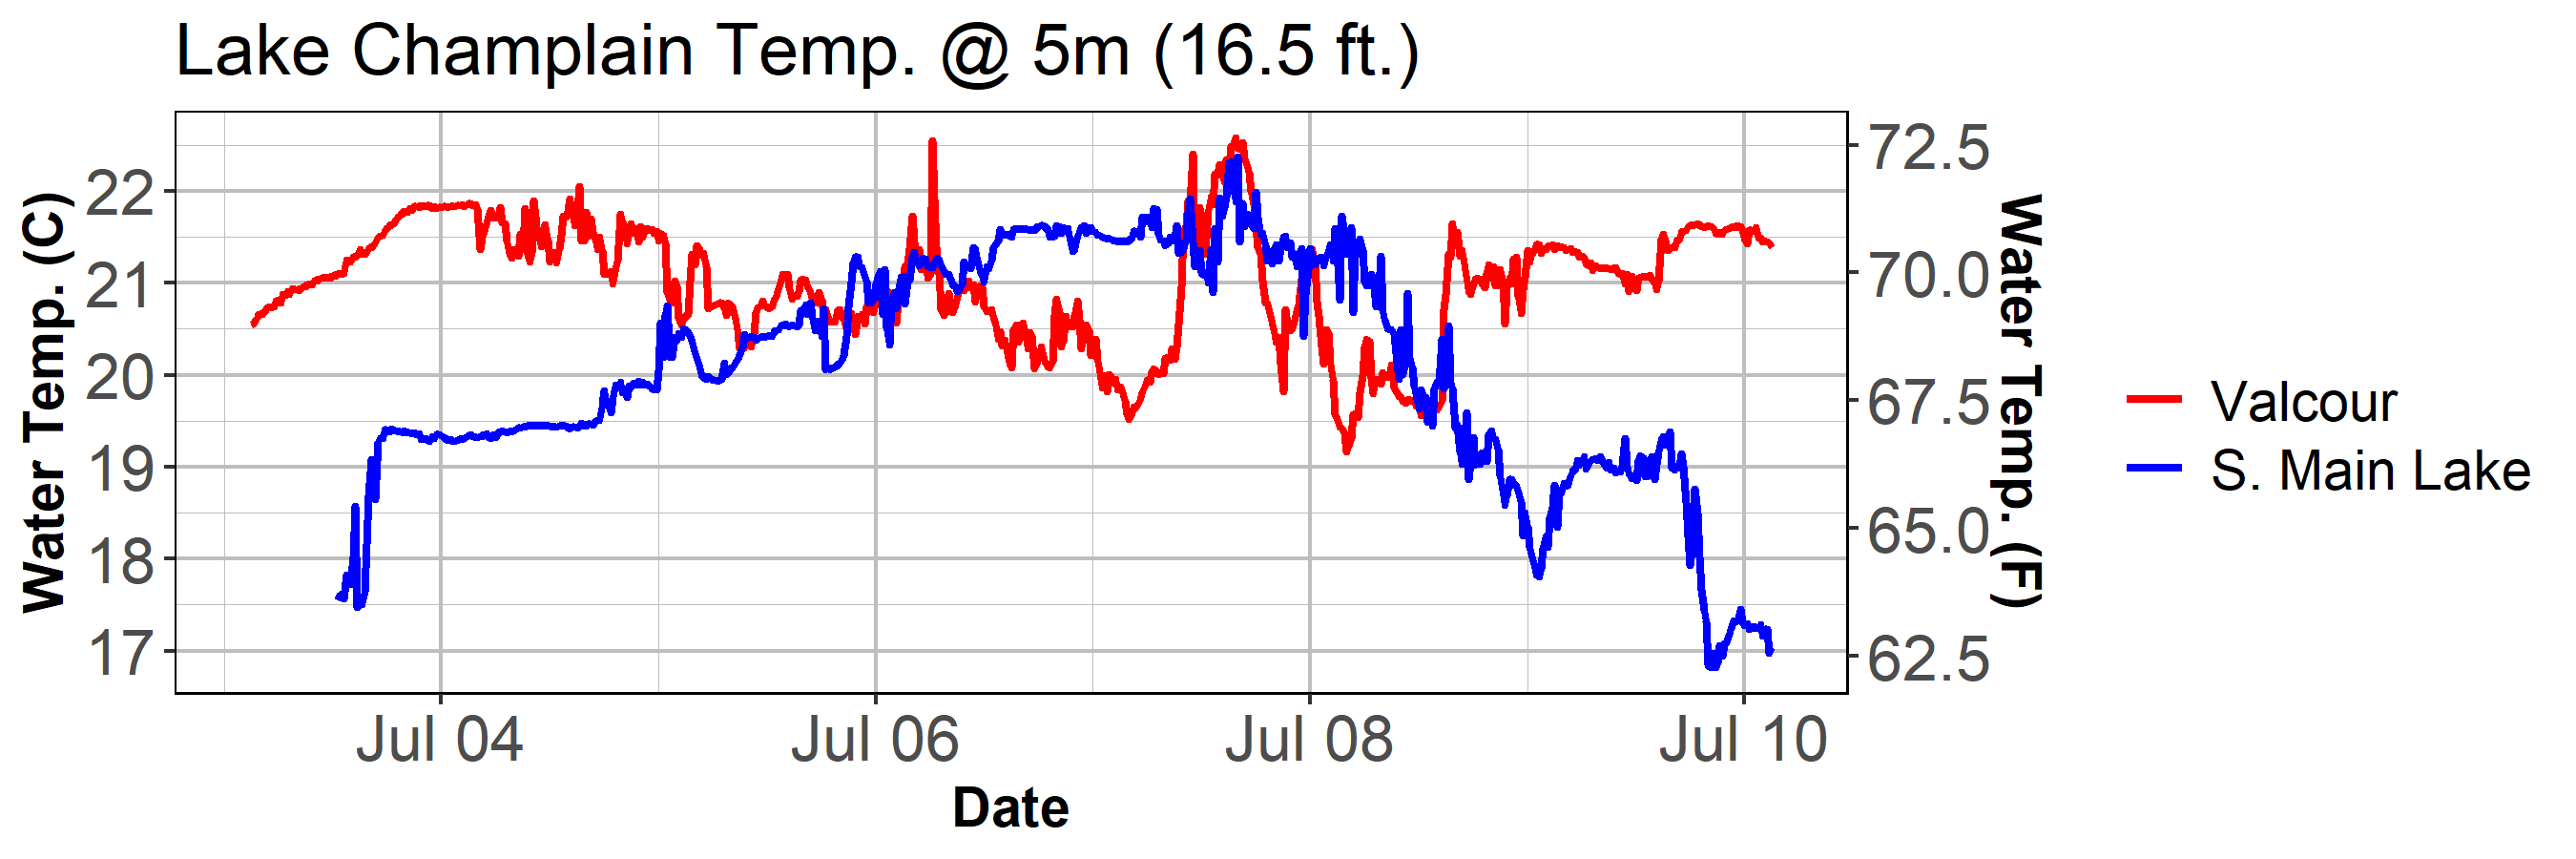 Lake Champlain Temp. @ 5m (16.5 ft.)
Water Temp. (C)
22
21
20
19
18
17
72.5
70.0
67.5
65.0
62.5
Water Temp. (F)
Jul 04
Jul 06
Jul 08
Jul 10
Date
Valcour
S. Main Lake